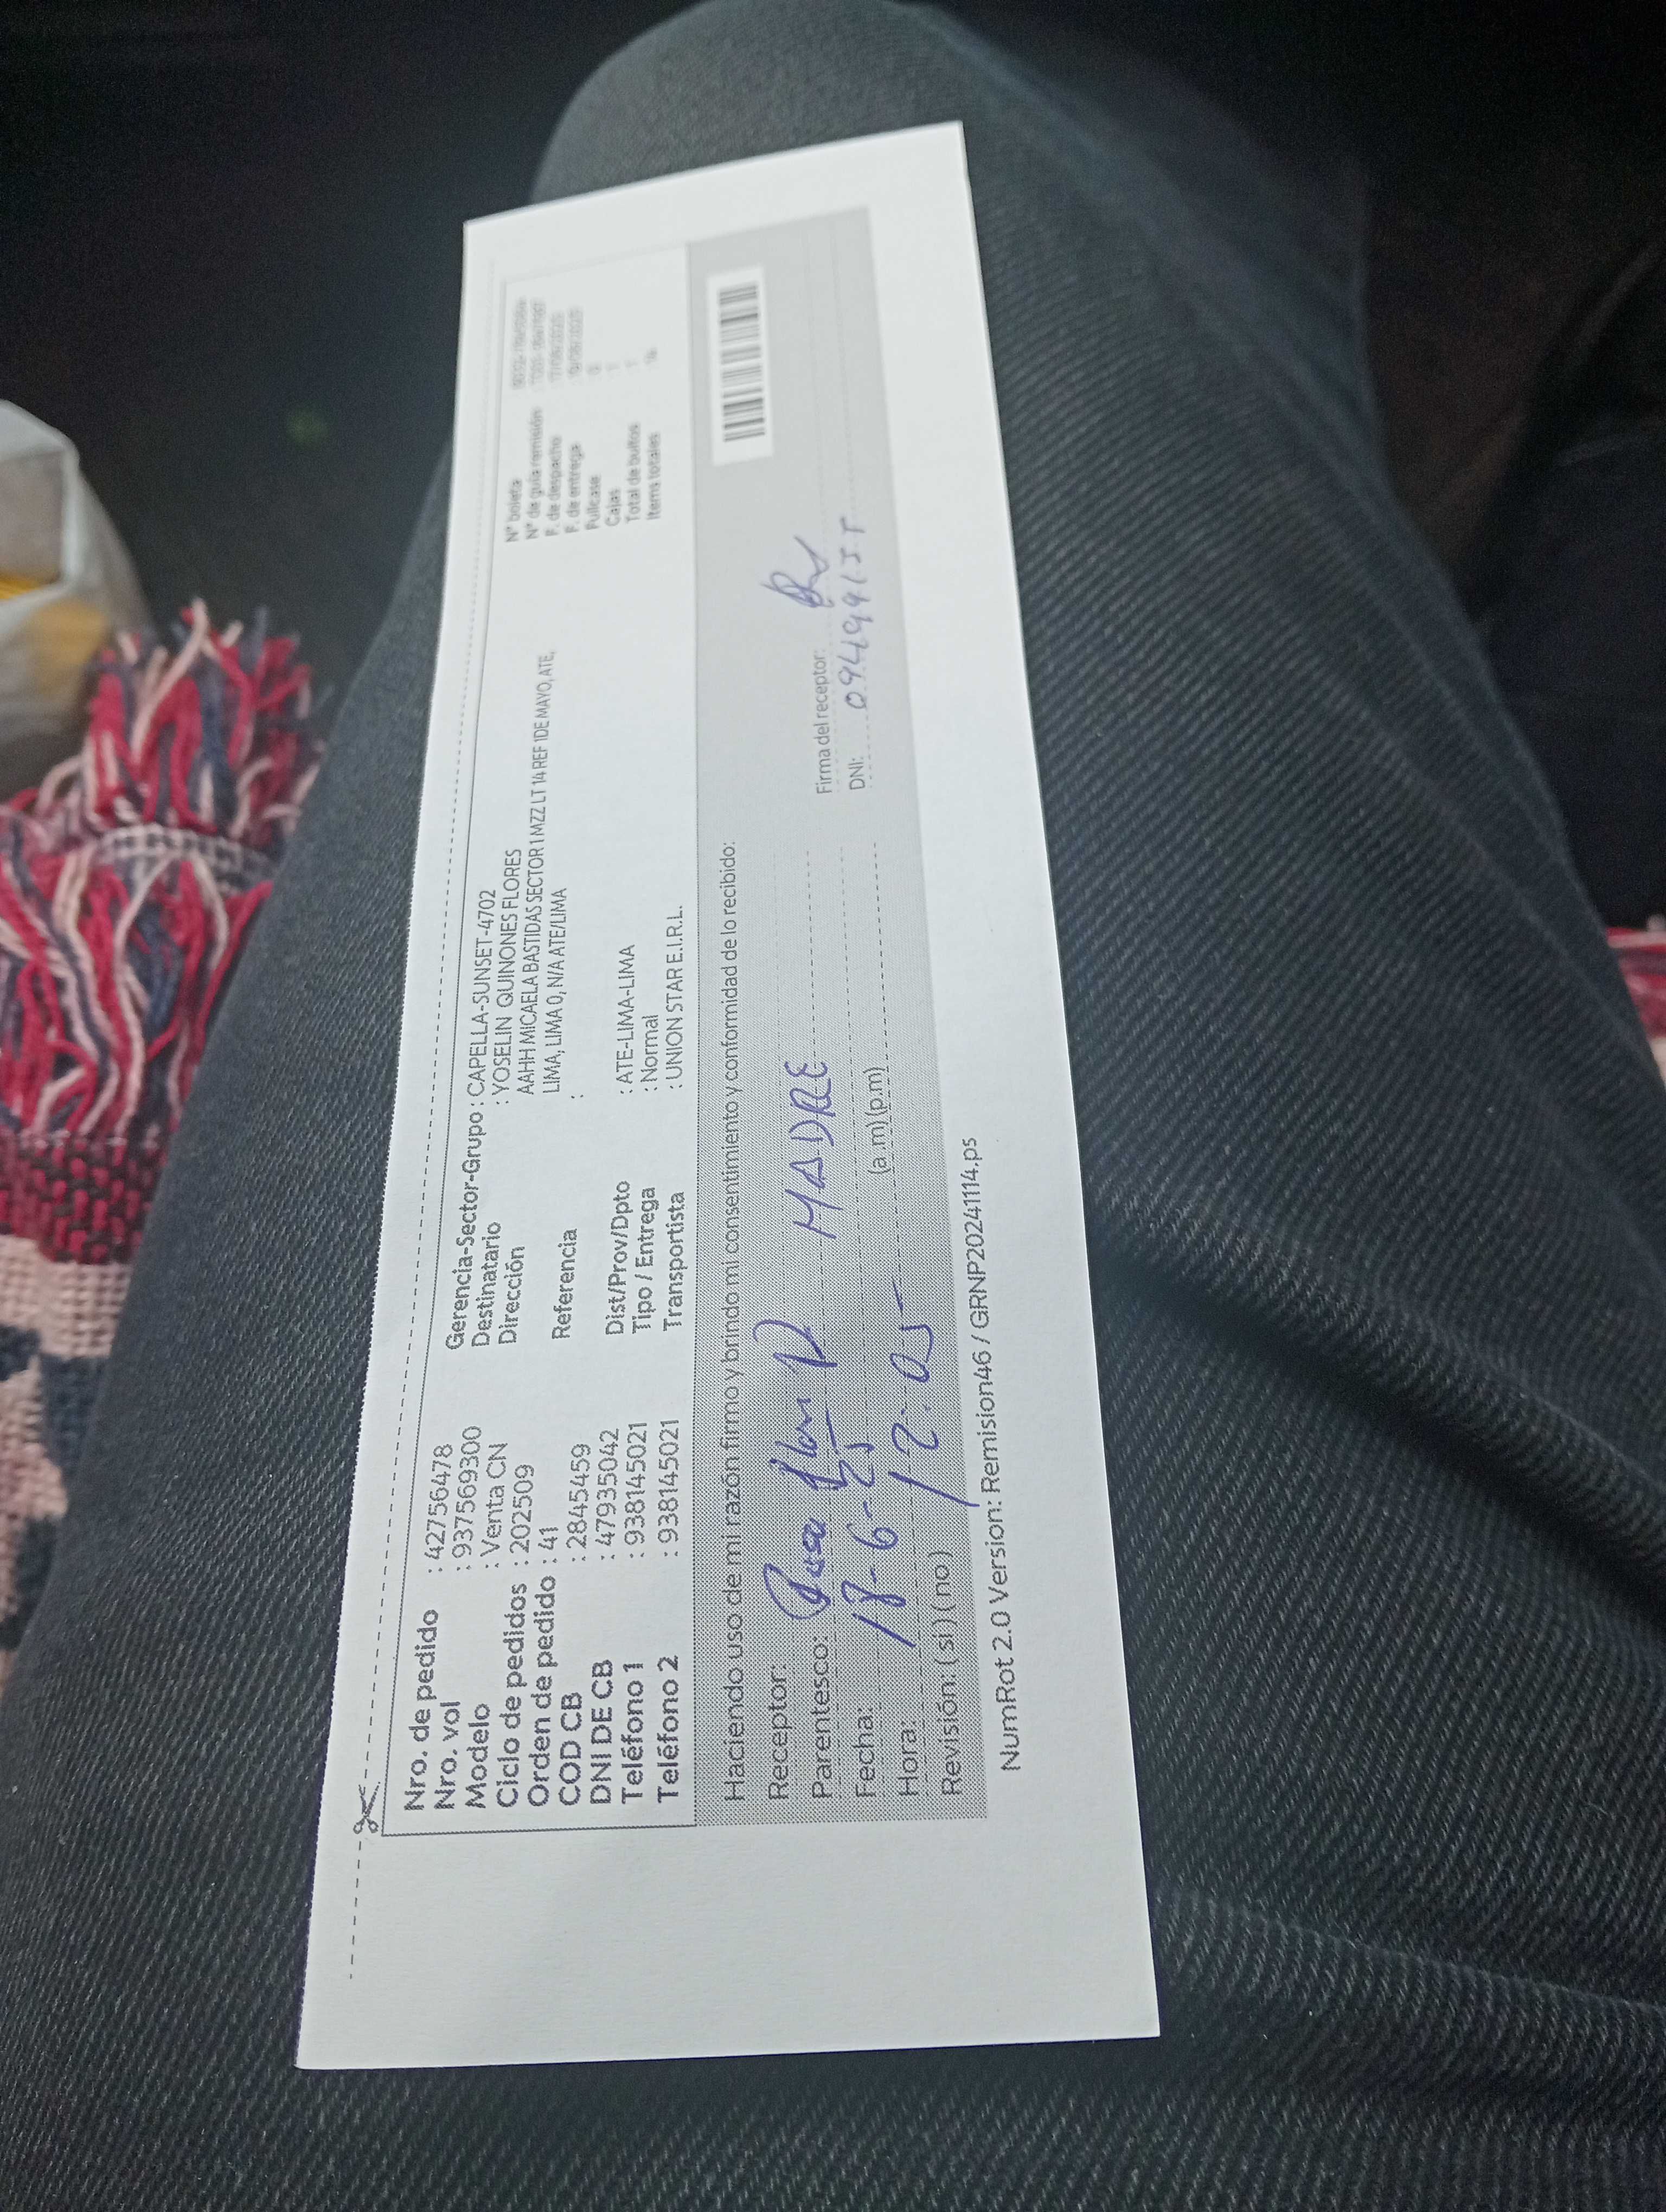 Nro. de pedido : 42756478
Nro. vol : 937569300
Modelo : Venta CN
Ciclo de pedidos : 202509
Orden de pedido : 41
COD CB : 2845459
DNI DE CB : 47935042
Teléfono 1 : 938145021
Teléfono 2 : 938145021
Gerencia-Sector-Grupo : CAPELLA-SUNSET-4702
Destinatario : YOSELIN QUINONES FLORES
Dirección AAHH MICAELA BASTIDAS SECTOR 1 MZ Z LT 14 REF 1 DE MAYO, ATE,
LIMA, LIMA 0, N/A ATE/LIMA
Referencia :
Dist/Prov/Dpto : ATE-LIMA-LIMA
Tipo / Entrega : Normal
Transportista : UNION STAR E.I.R.L.
N° boleta
N° de guía remisión
F. de despacho
F. de entrega
Fullcase
Cajas
Total de bultos
Items totales
Haciendo uso de mi razón firmo y brindo mi consentimiento y conformidad de lo recibido:
Receptor:
Parentesco: MADRE
Fecha: 18-6-25
Hora: 12:05 (a.m) (p.m)
Revisión: (si) (no)
Firma del receptor:
DNI:
NumRot 2.0 Version: Remision46 / GRNP20241114.ps